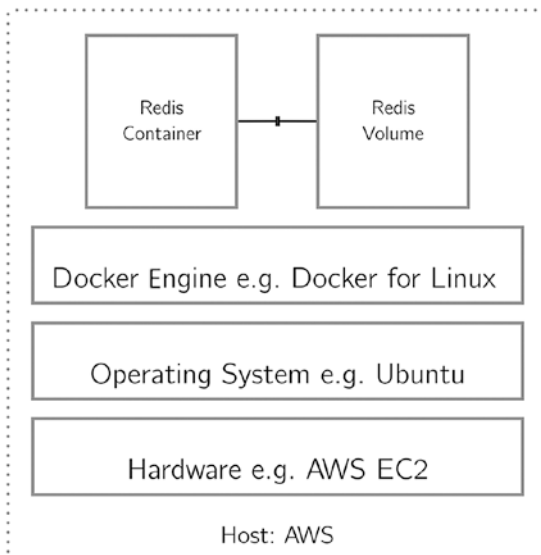 Redis
Container
Redis
Volume
Docker Engine e.g. Docker for Linux
Operating System e.g. Ubuntu
Hardware e.g. AWS EC2
Host: AWS